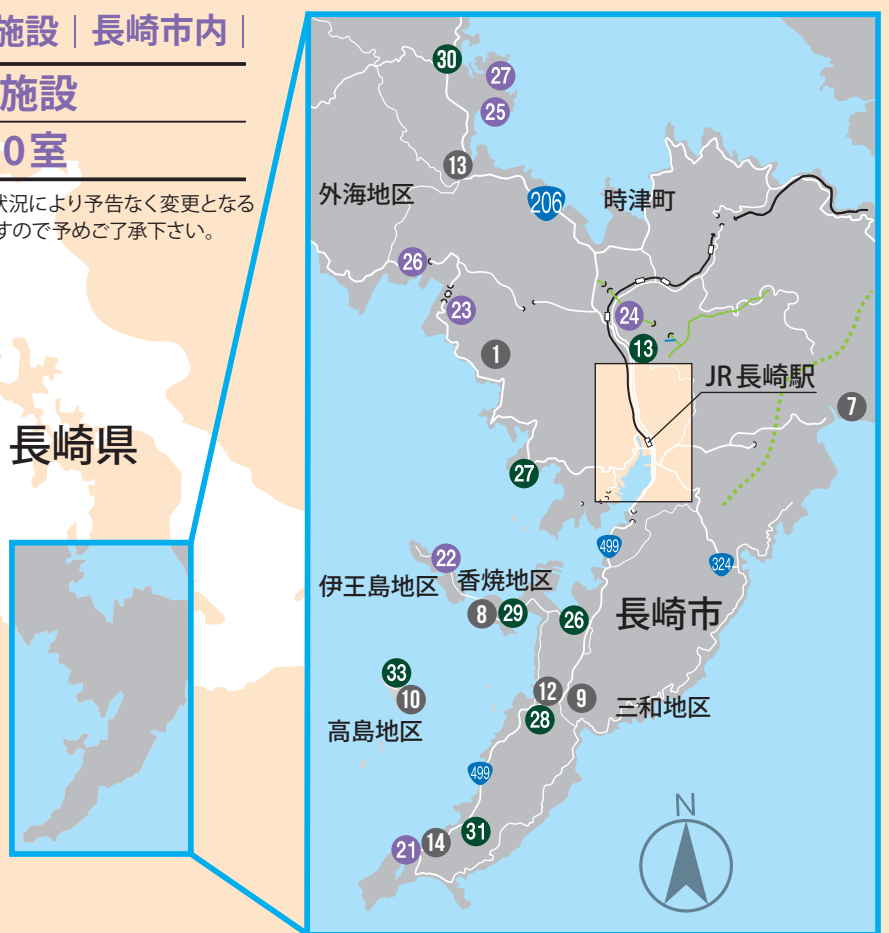 施設｜長崎市内｜
施設
0室
状況により予告なく変更となる
すので予めご了承下さい。
長崎県
30
27
25
13
外海地区
206
時津町
26
23
24
1
13
JR長崎駅
7
27
499
324
22
伊王島地区
香焼地区
8
29
26
長崎市
33
10
高島地区
12
9
28
三和地区
499
31
14
21
N